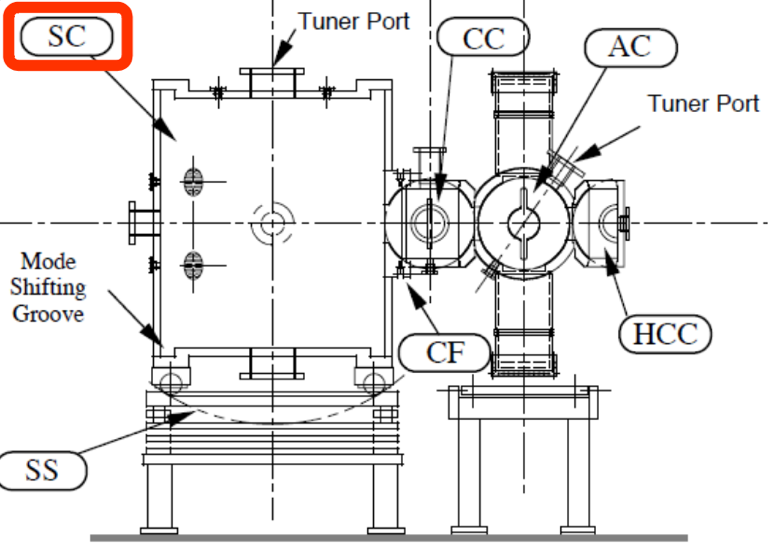 SC
Tuner Port
CC
AC
Tuner Port
Mode
Shifting
Groove
CF
HCC
SS